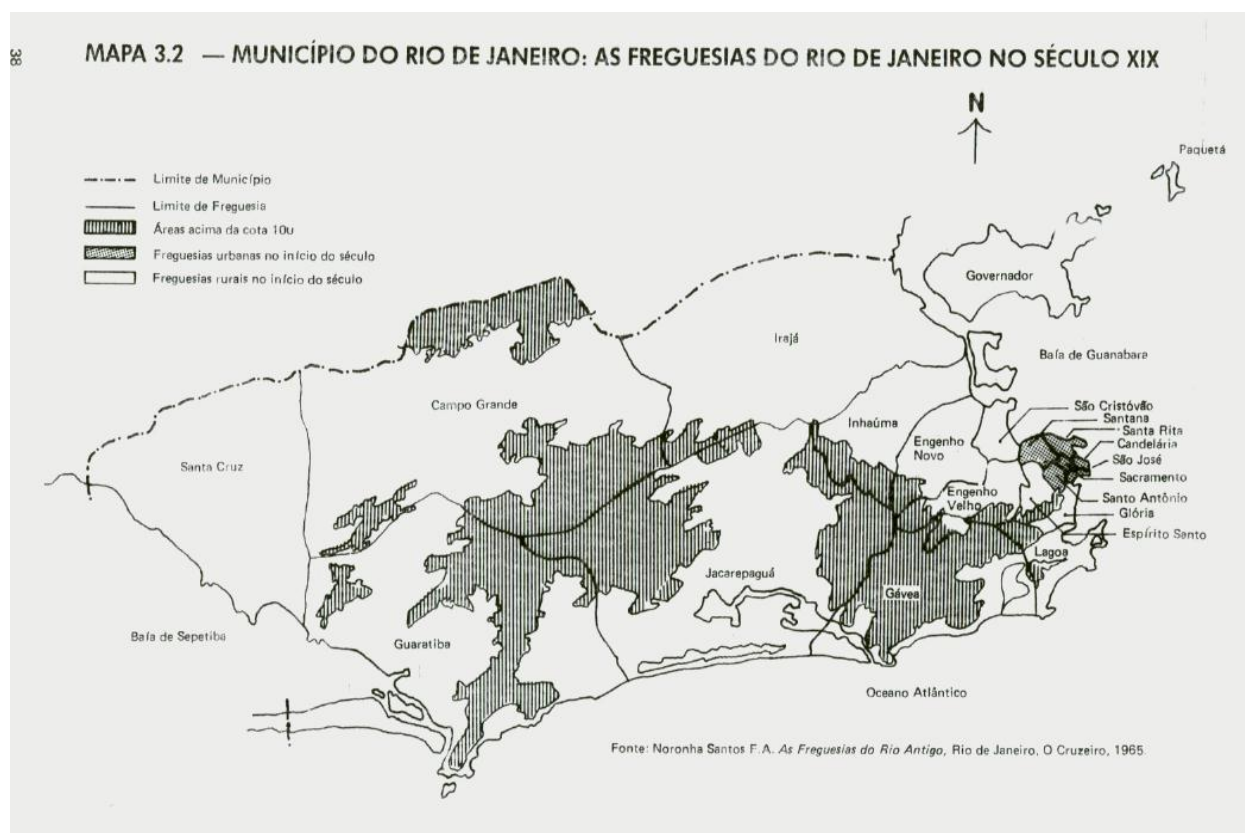 38
MAPA 3.2 — MUNICÍPIO DO RIO DE JANEIRO: AS FREGUESIAS DO RIO DE JANEIRO NO SÉCULO XIX
N
Paquetá
Limite de Município
Limite de Freguesia
Áreas acima da cota 10u
Freguesias urbanas no início do século
Freguesias rurais no início do século
Governador
Irajá
Baía de Guanabara
Campo Grande
São Cristóvão
Santana
Santa Rita
Candelária
São José
Sacramento
Santo Antônio
Glória
Espírito Santo
Inhaúma
Engenho
Novo
Santa Cruz
Engenho
Velho
Lagoa
Jacarepaguá
Gávea
Baía de Sepetiba
Guaratiba
Oceano Atlântico
Fonte: Noronha Santos F.A. As Freguesias do Rio Antigo, Rio de Janeiro, O Cruzeiro, 1965.